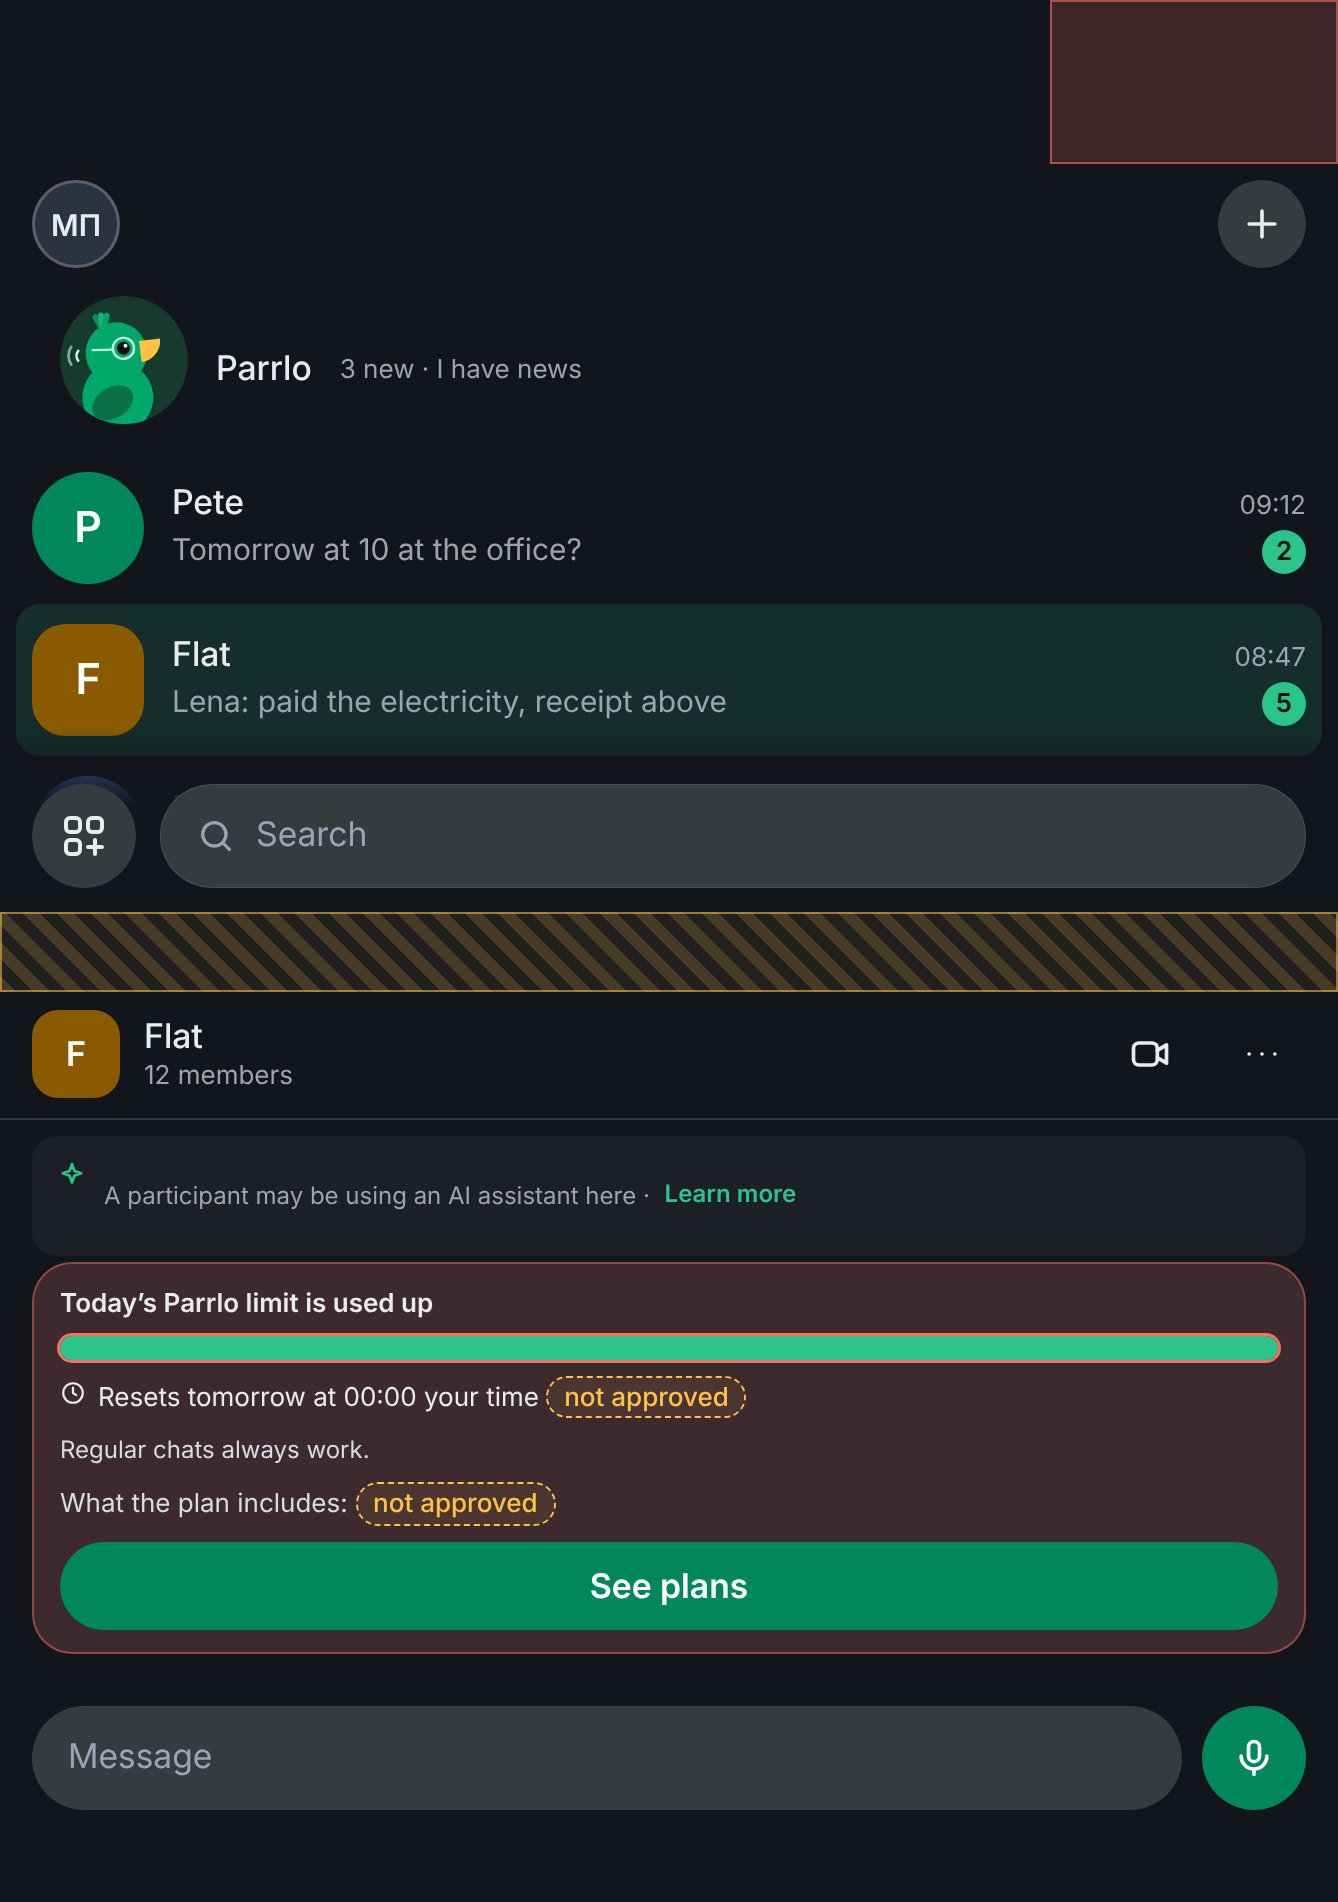 МП
Parrlo 3 new · I have news
Pete 09:12
Tomorrow at 10 at the office? 2
F Flat 08:47
Lena: paid the electricity, receipt above 5
P
Search
F Flat
12 members
A participant may be using an AI assistant here · Learn more
Today’s Parrlo limit is used up
Resets tomorrow at 00:00 your time not approved
Regular chats always work.
What the plan includes: not approved
See plans
Message